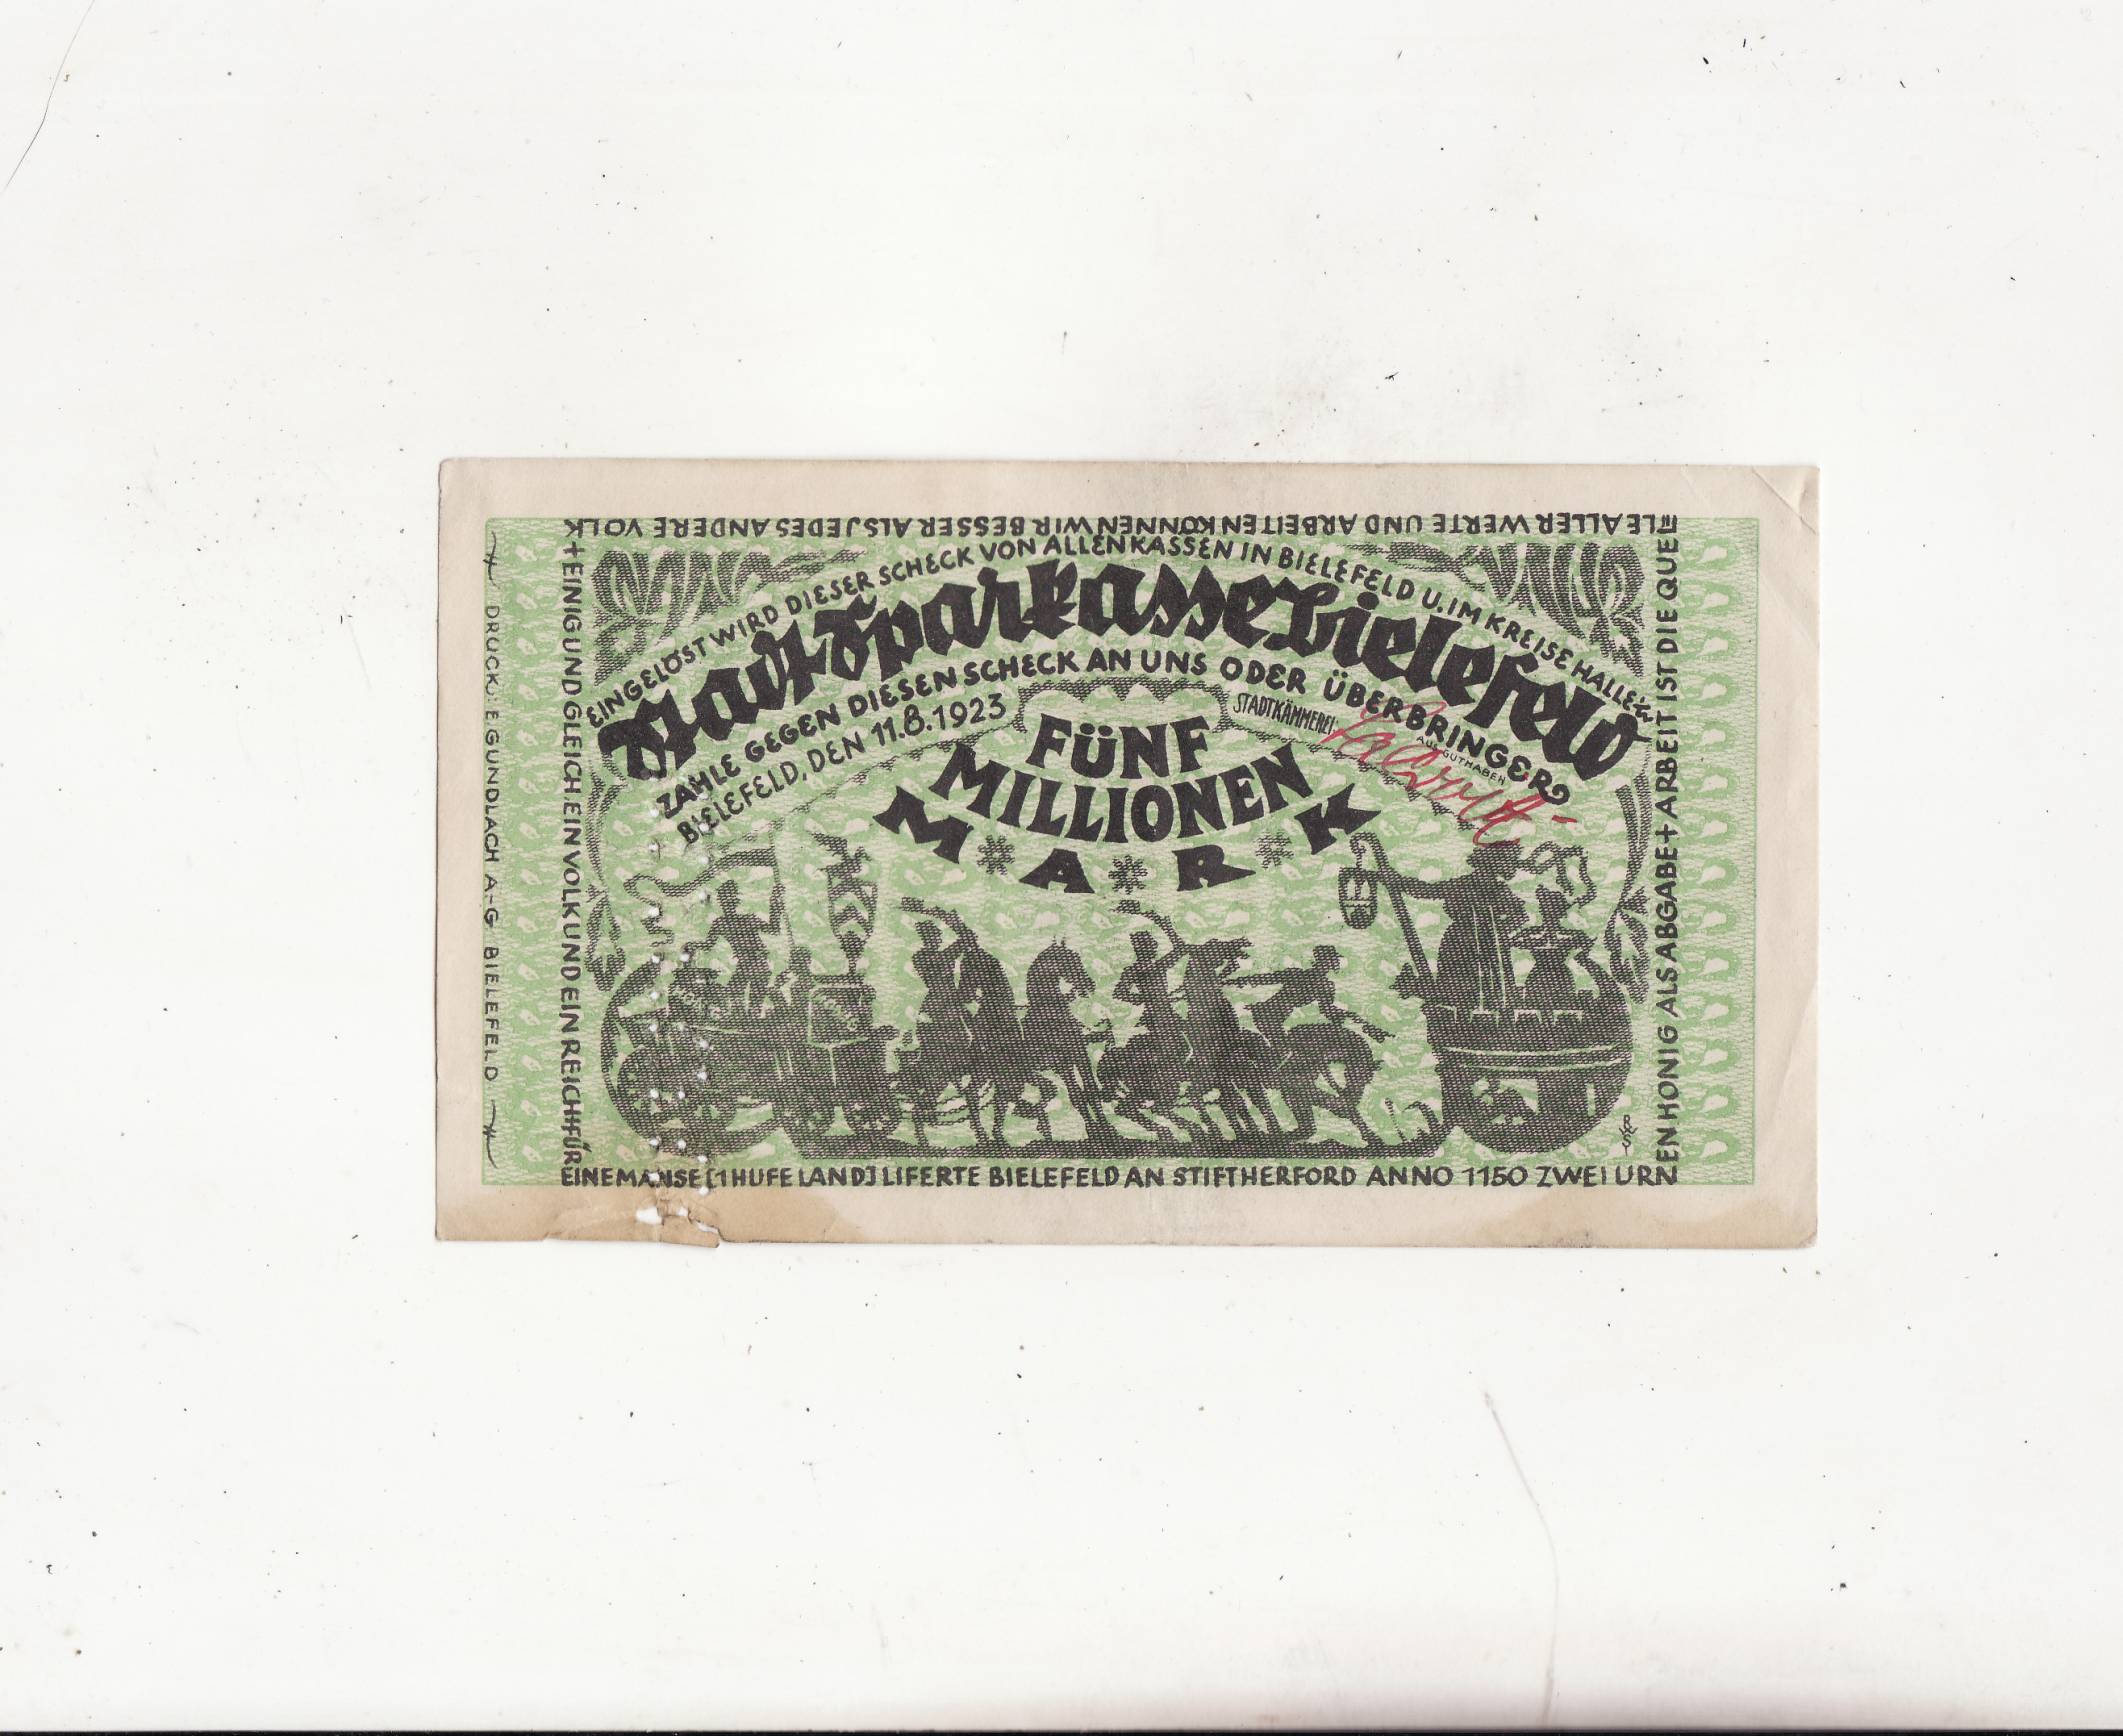 EINGELÖST WIRD DIESER SCHECK VON ALLEN KASSEN IN BIELEFELD U. IM KREISE HALLE i/W
Stadt-Sparkasse Bielefeld
ZAHLE GEGEN DIESEN SCHECK AN UNS ODER ÜBERBRINGER
AUS GUTHABEN
BIELEFELD, DEN 11.8.1923
STADTKÄMMEREI:
FÜNF
MILLIONEN
MARK
EINE MANSE [1 HUFE LAND] LIFERTE BIELEFELD AN STIFT HERFORD ANNO 1150 ZWEI URN
EN HONIG ALS ABGABE + ARBEIT IST DIE QUEL
LE ALLER WERTE UND ARBEITEN KÖNNEN WIR BESSER ALS JEDES ANDERE VOLK
+ EINIG UND GLEICH EIN VOLK UND EIN REICH FÜR
DRUCK: E GUNDLACH A-G BIELEFELD